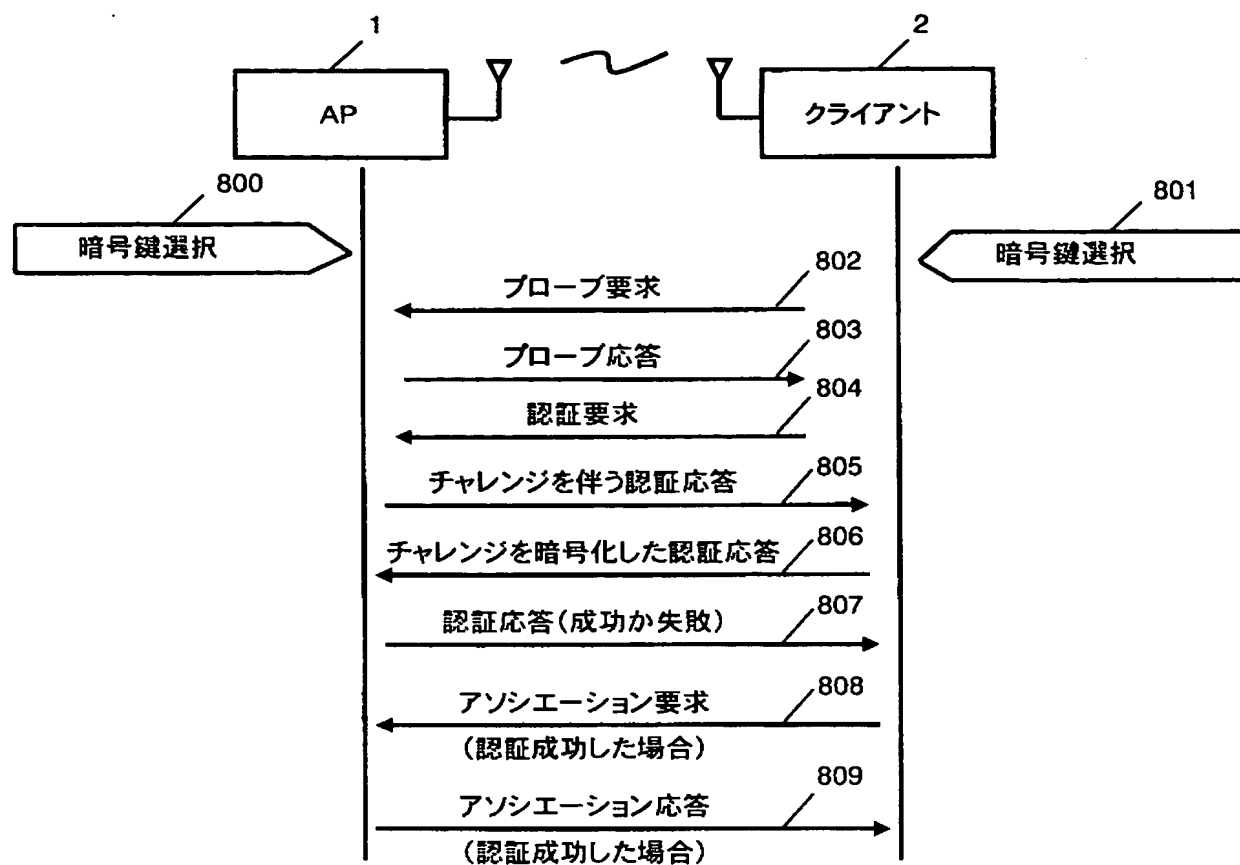 1
2
AP
クライアント
800
801
暗号鍵選択
暗号鍵選択
802
プローブ要求
803
プローブ応答
804
認証要求
805
チャレンジを伴う認証応答
806
チャレンジを暗号化した認証応答
807
認証応答(成功か失敗)
808
アソシエーション要求
(認証成功した場合)
809
アソシエーション応答
(認証成功した場合)